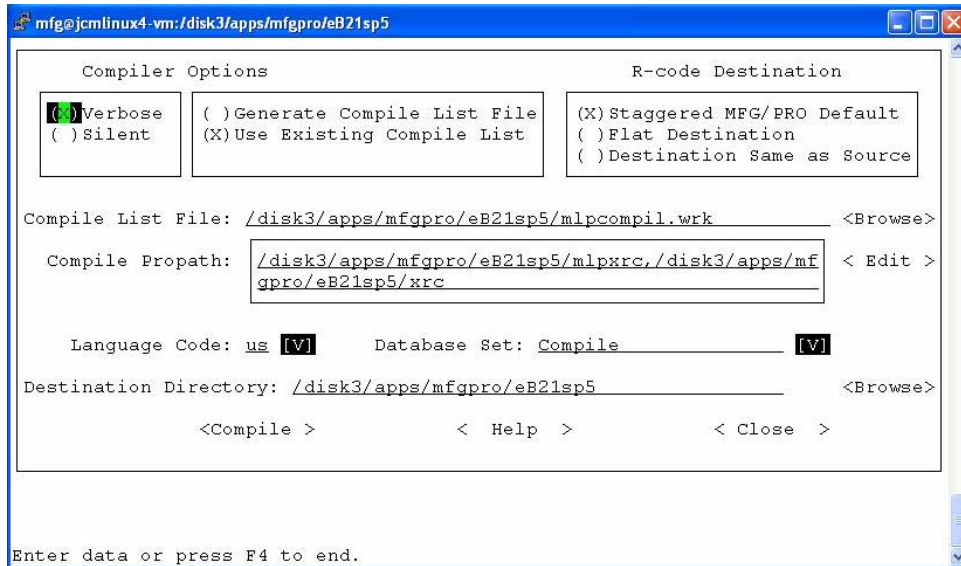 mfg@jcmlinux4-vm:/disk3/apps/mfgpro/eB21sp5
Compiler Options R-code Destination
(X)Verbose ( )Generate Compile List File (X)Staggered MFG/PRO Default
( )Silent (X)Use Existing Compile List ( )Flat Destination
( )Destination Same as Source
Compile List File: /disk3/apps/mfgpro/eB21sp5/mlpcompil.wrk <Browse>
Compile Propath: /disk3/apps/mfgpro/eB21sp5/mlpxrc,/disk3/apps/mf < Edit >
gpro/eB21sp5/xrc
Language Code: us [V] Database Set: Compile [V]
Destination Directory: /disk3/apps/mfgpro/eB21sp5 <Browse>
<Compile > < Help > < Close >
Enter data or press F4 to end.